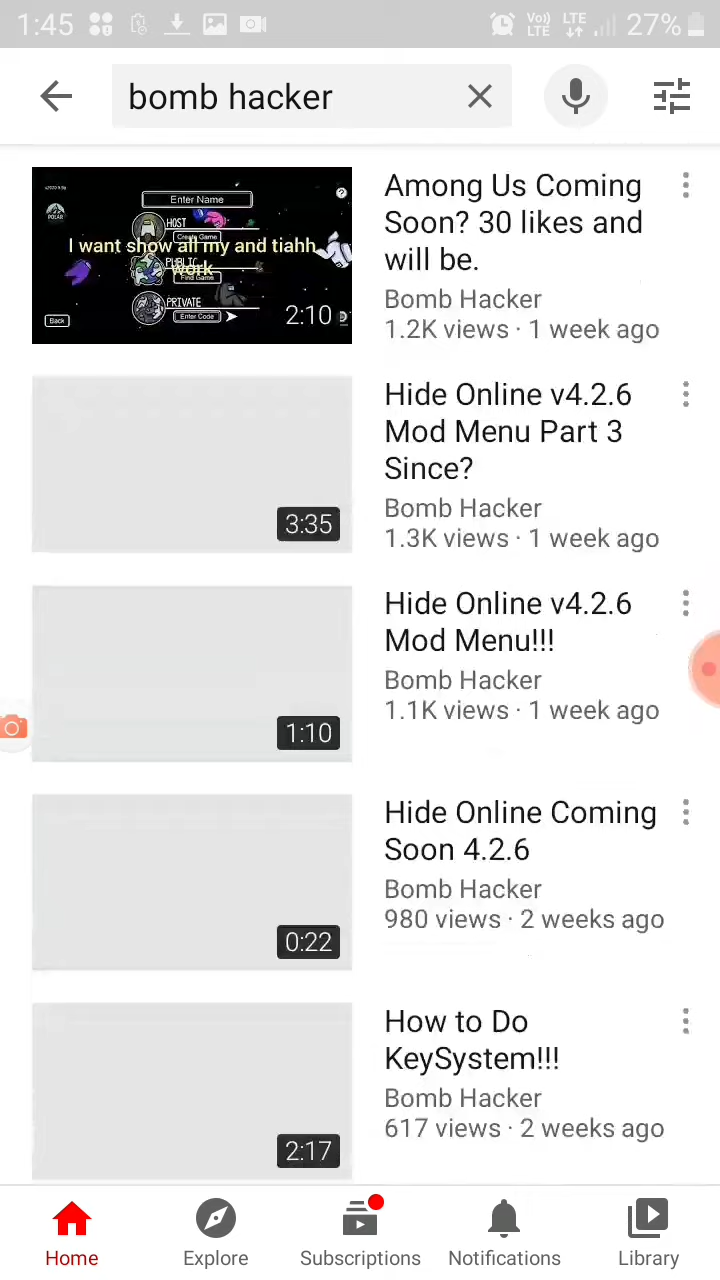 1:45
Vo) LTE
LTE
27%
bomb hacker
Enter Name
HOST
Create Game
I want show all my and tiahh
work
PUBLIC
Find Game
PRIVATE
Enter Code
Back
POLAR
2:10
Among Us Coming
Soon? 30 likes and
will be.
Bomb Hacker
1.2K views · 1 week ago
3:35
Hide Online v4.2.6
Mod Menu Part 3
Since?
Bomb Hacker
1.3K views · 1 week ago
1:10
Hide Online v4.2.6
Mod Menu!!!
Bomb Hacker
1.1K views · 1 week ago
0:22
Hide Online Coming
Soon 4.2.6
Bomb Hacker
980 views · 2 weeks ago
2:17
How to Do
KeySystem!!!
Bomb Hacker
617 views · 2 weeks ago
Home
Explore
Subscriptions
Notifications
Library